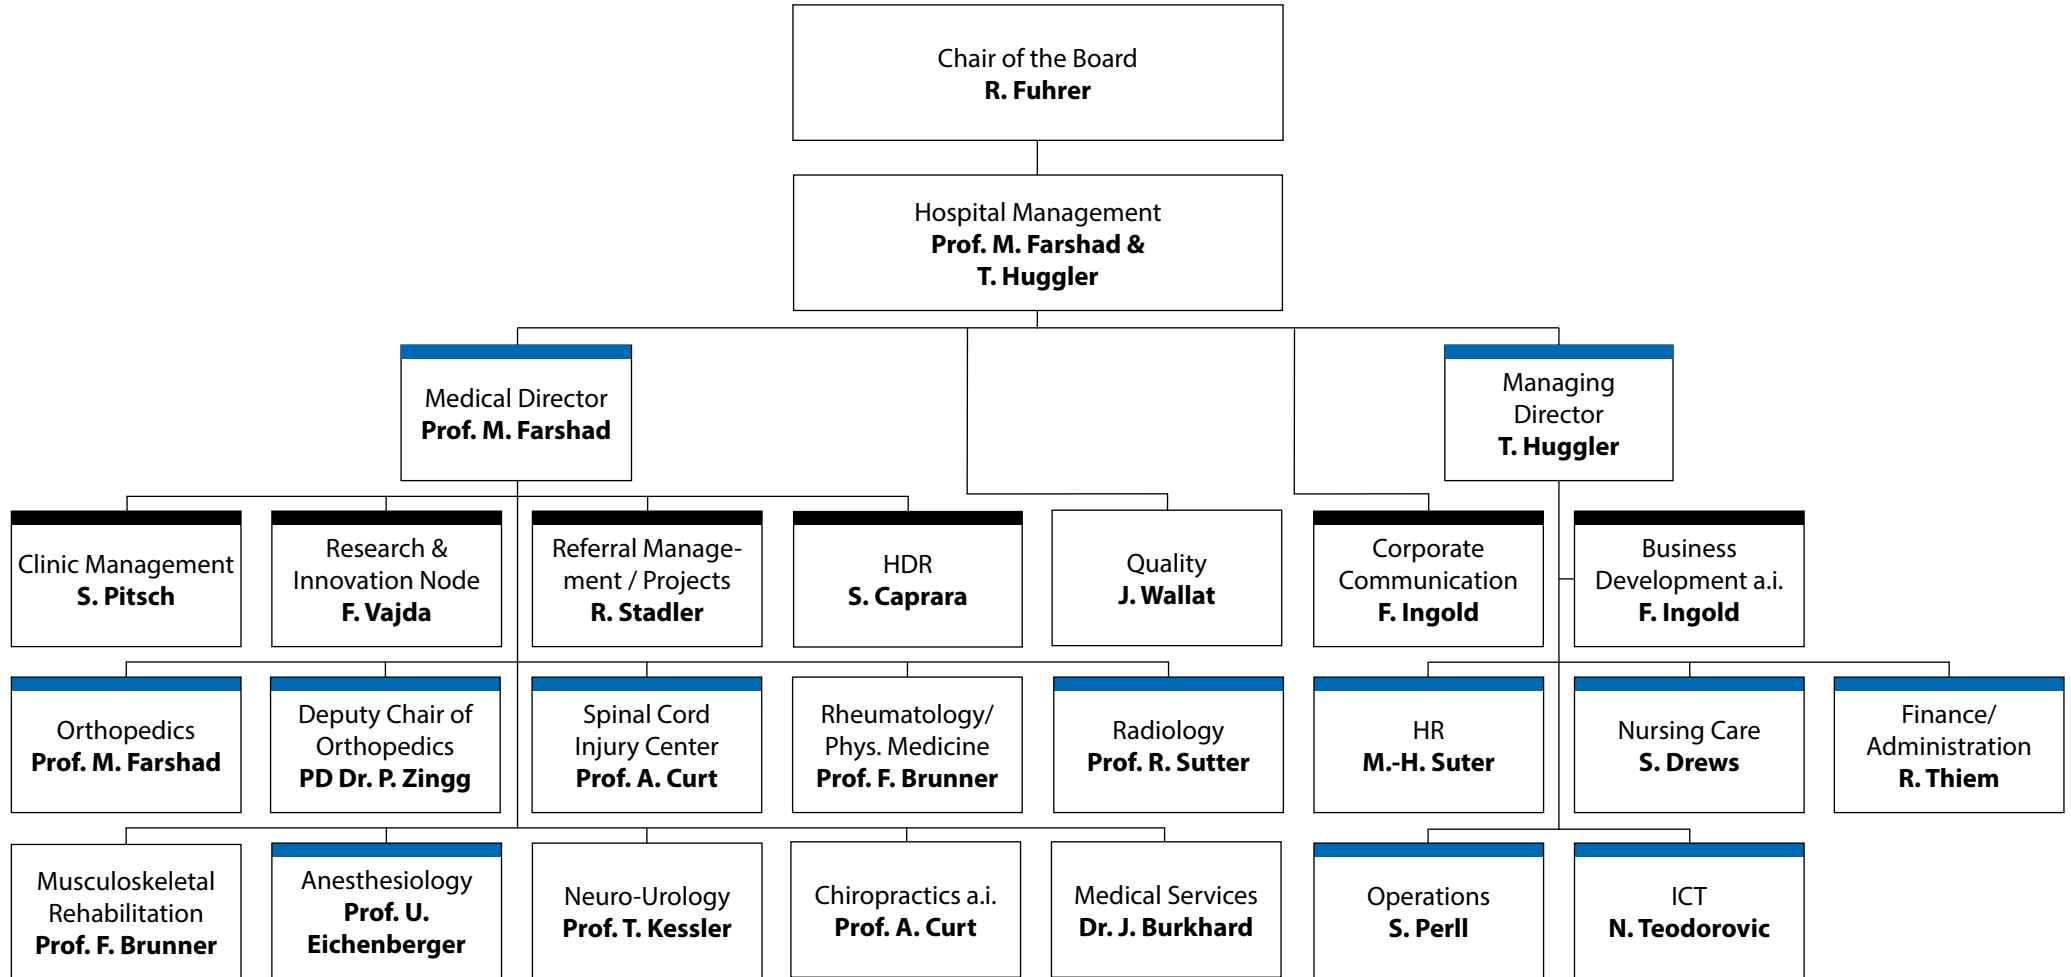 Chair of the Board
R. Fuhrer
Hospital Management
Prof. M. Farshad &
T. Huggler
Medical Director
Prof. M. Farshad
Managing
Director
T. Huggler
Clinic Management
S. Pitsch
Research &
Innovation Node
F. Vajda
Referral Manage-
ment / Projects
R. Stadler
HDR
S. Caprara
Quality
J. Wallat
Corporate
Communication
F. Ingold
Business
Development a.i.
F. Ingold
Orthopedics
Prof. M. Farshad
Deputy Chair of
Orthopedics
PD Dr. P. Zingg
Spinal Cord
Injury Center
Prof. A. Curt
Rheumatology/
Phys. Medicine
Prof. F. Brunner
Radiology
Prof. R. Sutter
HR
M.-H. Suter
Nursing Care
S. Drews
Finance/
Administration
R. Thiem
Musculoskeletal
Rehabilitation
Prof. F. Brunner
Anesthesiology
Prof. U.
Eichenberger
Neuro-Urology
Prof. T. Kessler
Chiropractics a.i.
Prof. A. Curt
Medical Services
Dr. J. Burkhard
Operations
S. Perll
ICT
N. Teodorovic